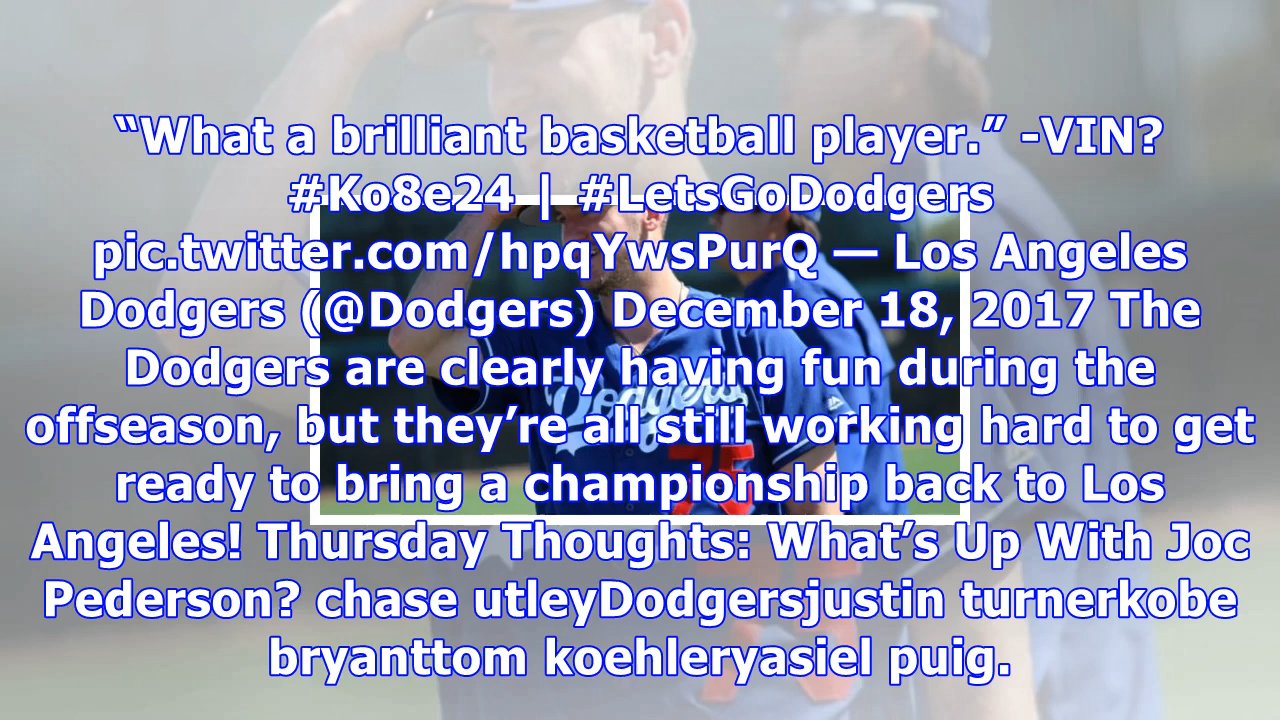 “What a brilliant basketball player.” -VIN?
#Ko8e24 | #LetsGoDodgers
pic.twitter.com/hpqYwsPurQ — Los Angeles
Dodgers (@Dodgers) December 18, 2017 The
Dodgers are clearly having fun during the
offseason, but they’re all still working hard to get
ready to bring a championship back to Los
Angeles! Thursday Thoughts: What’s Up With Joc
Pederson? chase utleyDodgersjustin turnerkobe
bryanttom koehleryasiel puig.
Dodgers
75